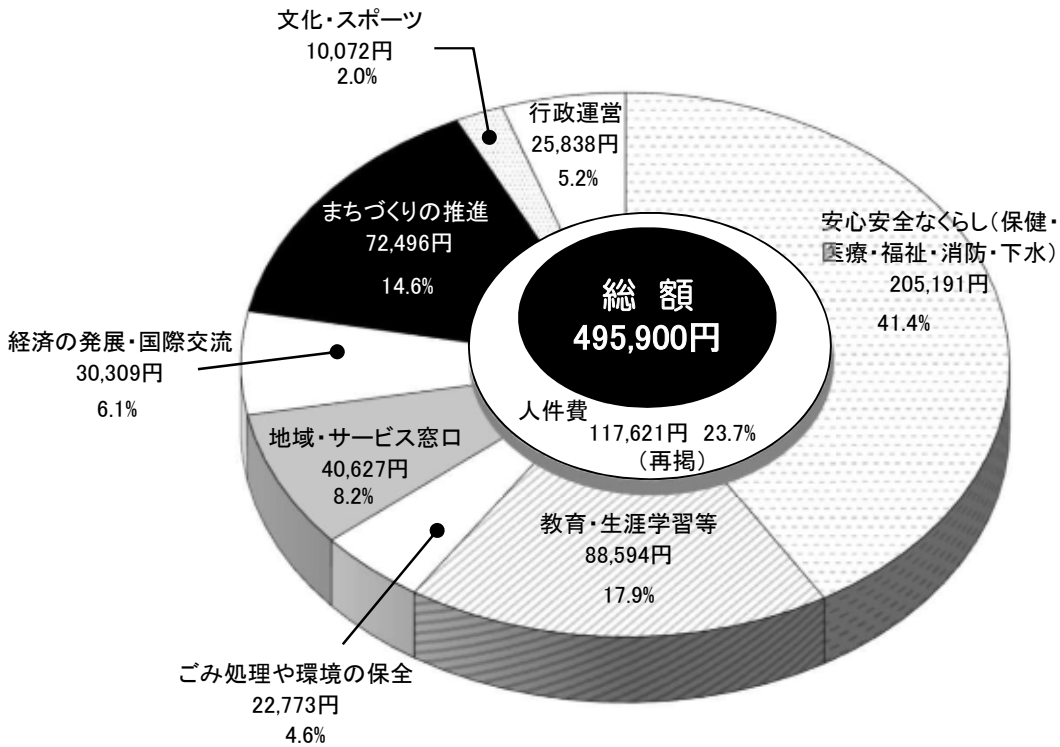 文化・スポーツ
10,072円
2.0%
行政運営
25,838円
5.2%
まちづくりの推進
72,496円
14.6%
安心安全なくらし(保健・
医療・福祉・消防・下水)
205,191円
41.4%
総 額
495,900円
経済の発展・国際交流
30,309円
6.1%
人件費
117,621円 23.7%
(再掲)
地域・サービス窓口
40,627円
8.2%
教育・生涯学習等
88,594円
17.9%
ごみ処理や環境の保全
22,773円
4.6%